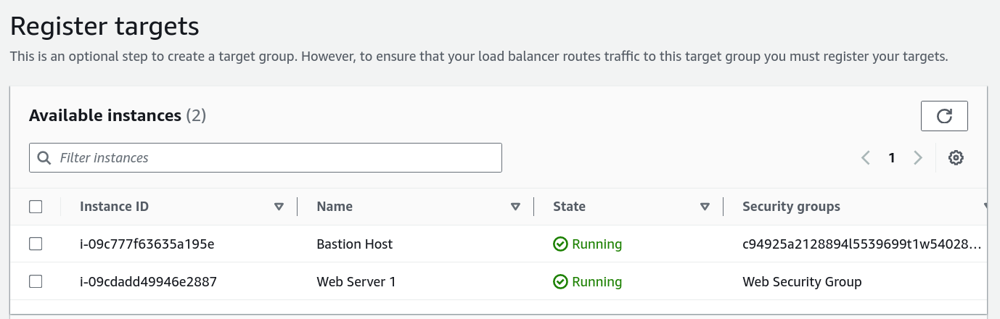 Register targets
This is an optional step to create a target group. However, to ensure that your load balancer routes traffic to this target group you must register your targets.
Available instances (2)
Filter instances
1
Instance ID Name State Security groups
i-09c777f63635a195e Bastion Host Running c94925a2128894l5539699t1w54028...
i-09cdadd49946e2887 Web Server 1 Running Web Security Group